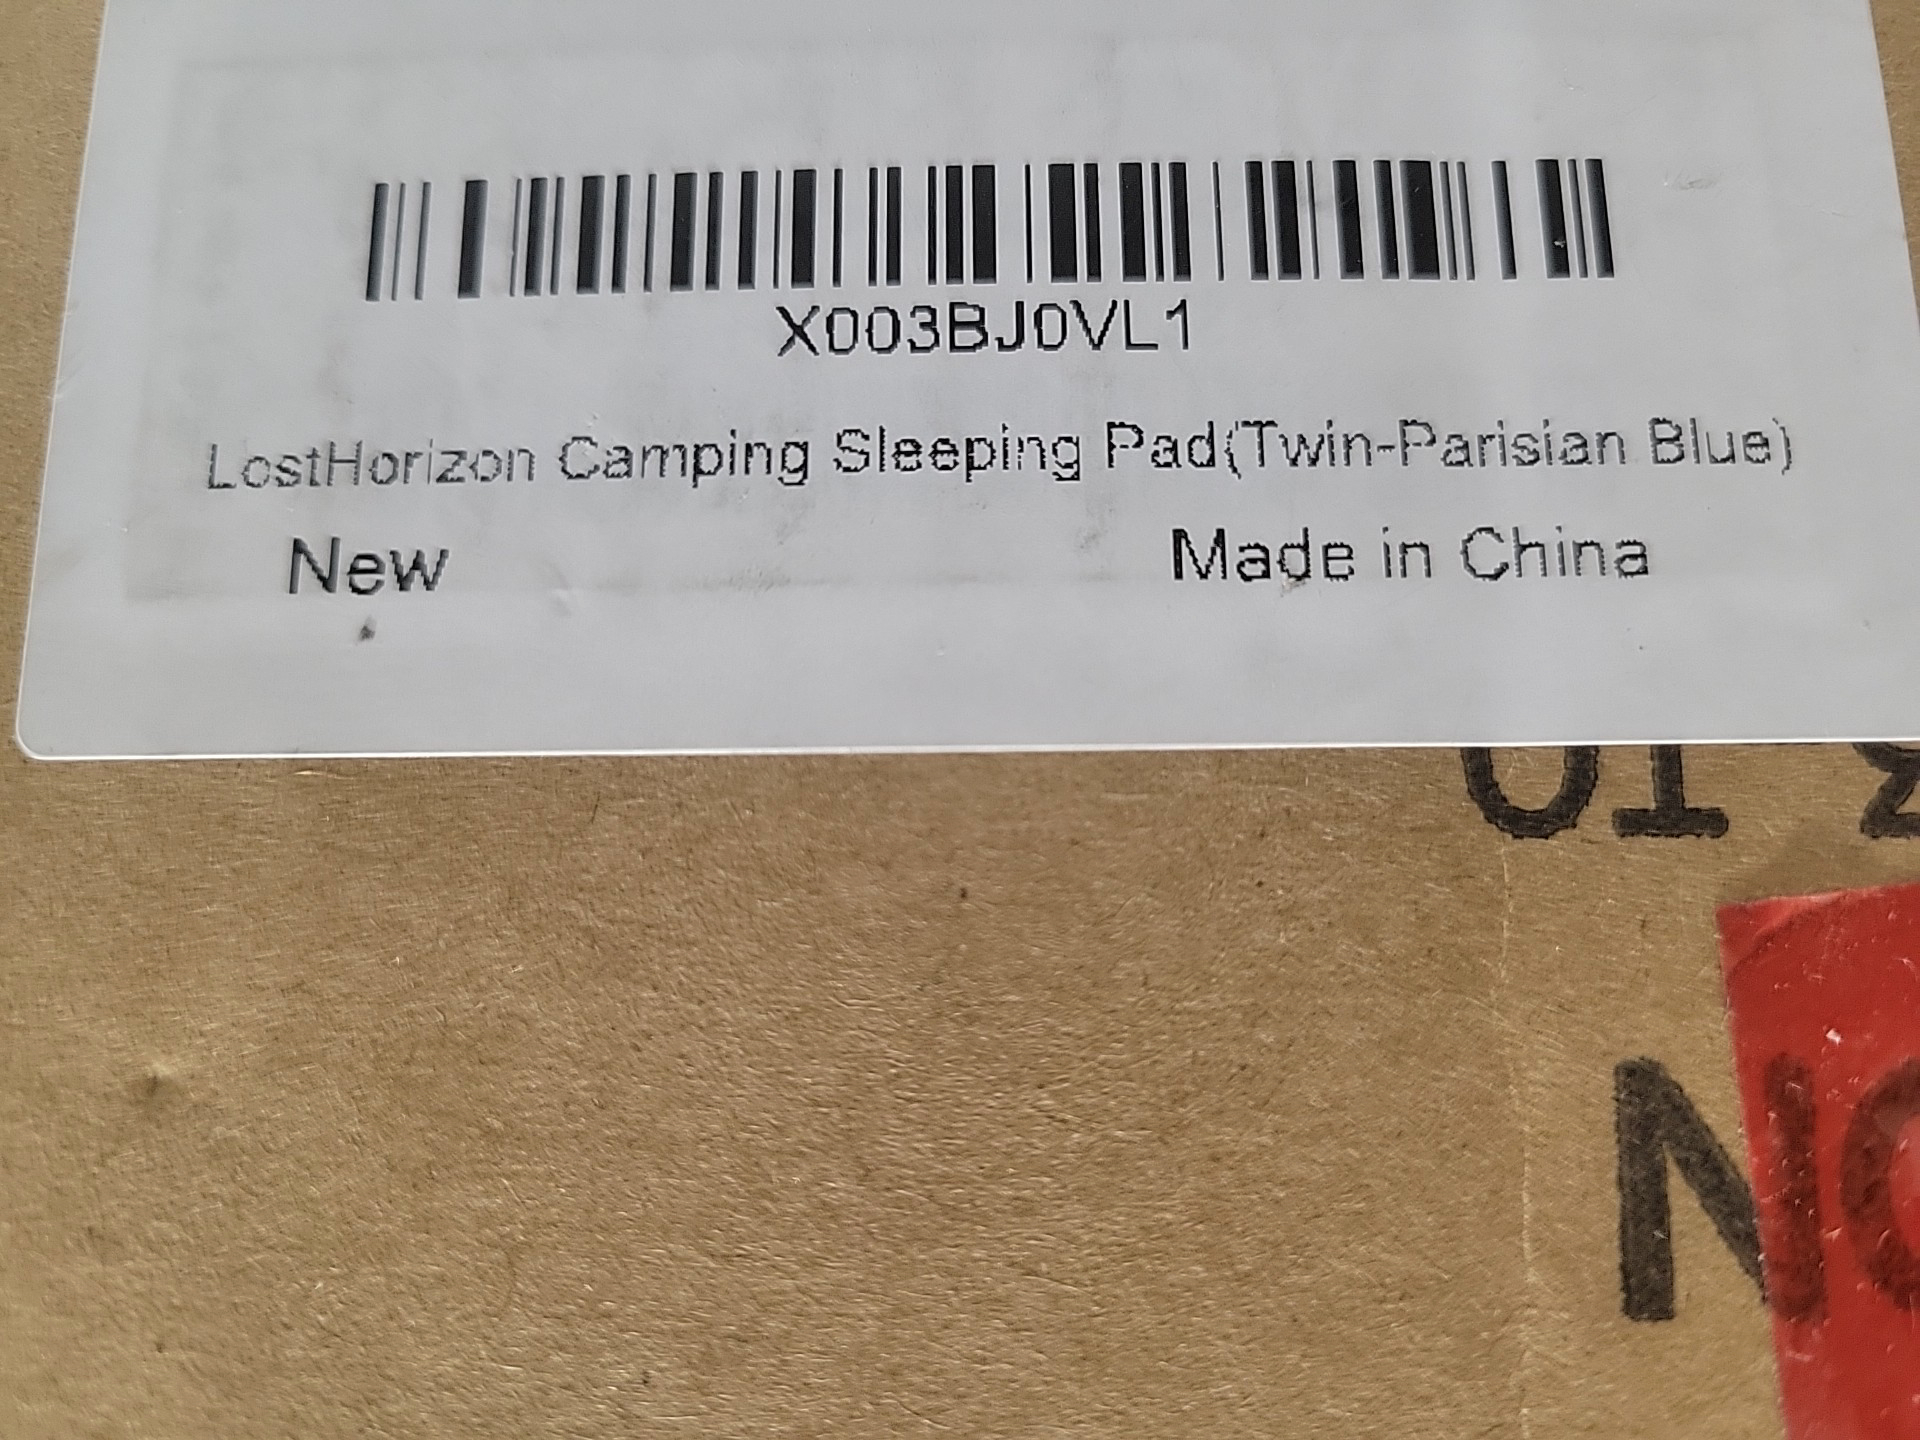 X003BJ0VL1
LostHorizon Camping Sleeping Pad(Twin-Parisian Blue)
New Made in China